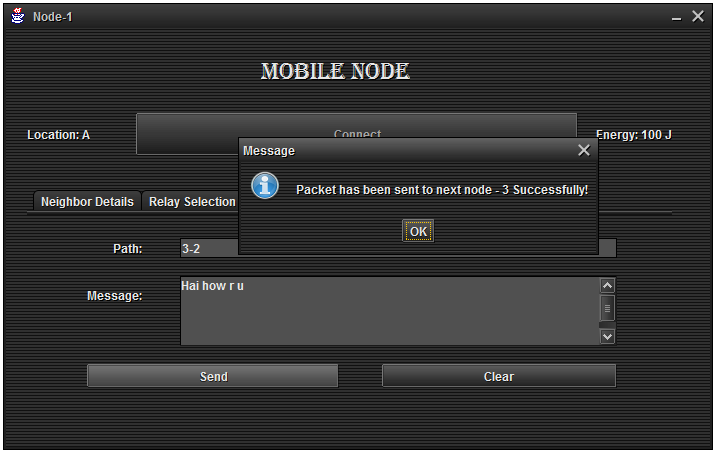 Node-1
MOBILE NODE
Location: A
Connect
Energy: 100 J
Message
Packet has been sent to next node - 3 Successfully!
OK
Neighbor Details
Relay Selection
Path:
3-2
Message:
Hai how r u
Send
Clear